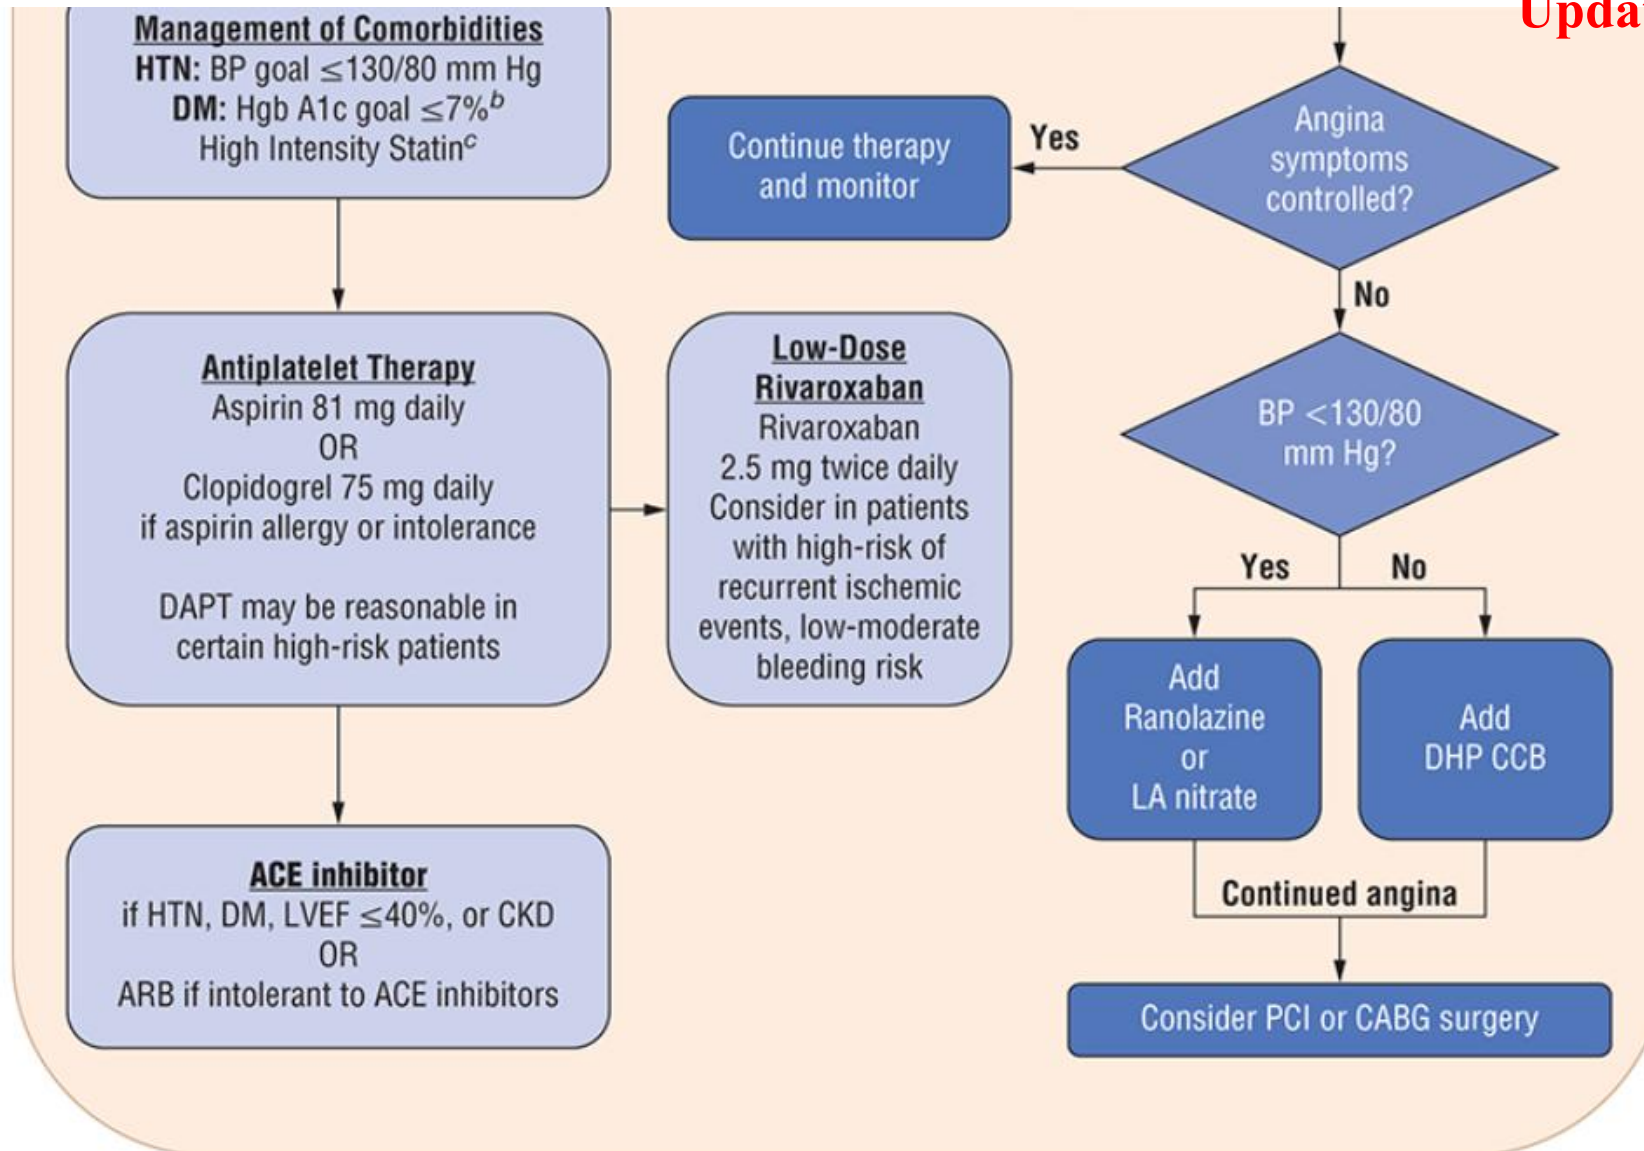 Management of Comorbidities
HTN: BP goal ≤130/80 mm Hg
DM: Hgb A1c goal ≤7%b
High Intensity Statinc
Antiplatelet Therapy
Aspirin 81 mg daily
OR
Clopidogrel 75 mg daily
if aspirin allergy or intolerance
DAPT may be reasonable in
certain high-risk patients
Low-Dose
Rivaroxaban
Rivaroxaban
2.5 mg twice daily
Consider in patients
with high-risk of
recurrent ischemic
events, low-moderate
bleeding risk
ACE inhibitor
if HTN, DM, LVEF ≤40%, or CKD
OR
ARB if intolerant to ACE inhibitors
Upda
Angina
symptoms
controlled?
Yes
Continue therapy
and monitor
No
BP <130/80
mm Hg?
Yes
No
Add
Ranolazine
or
LA nitrate
Add
DHP CCB
Continued angina
Consider PCI or CABG surgery